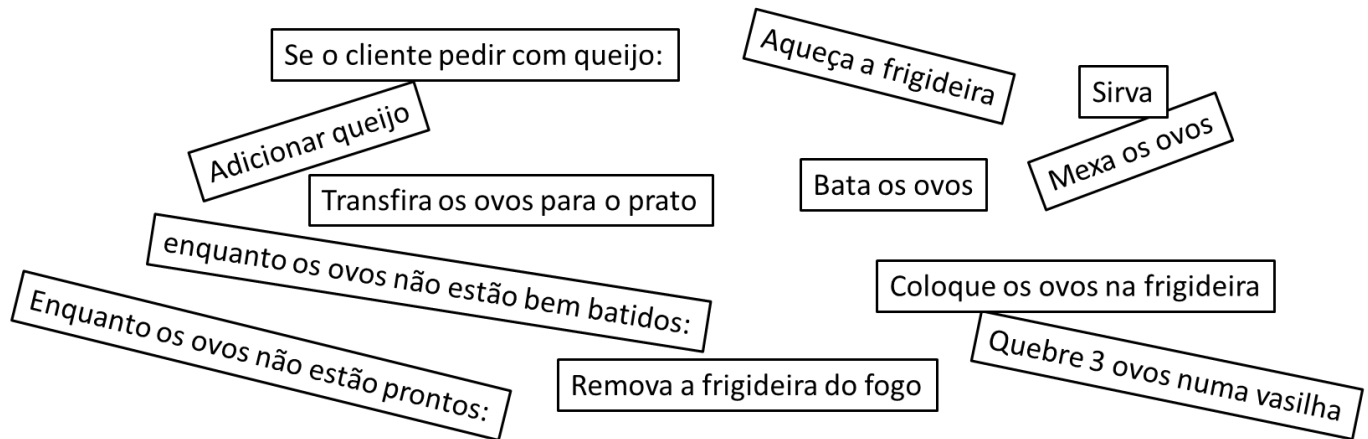 Se o cliente pedir com queijo:
Aqueça a frigideira
Sirva
Adicionar queijo
Mexa os ovos
Bata os ovos
Transfira os ovos para o prato
enquanto os ovos não estão bem batidos:
Coloque os ovos na frigideira
Enquanto os ovos não estão prontos:
Quebre 3 ovos numa vasilha
Remova a frigideira do fogo